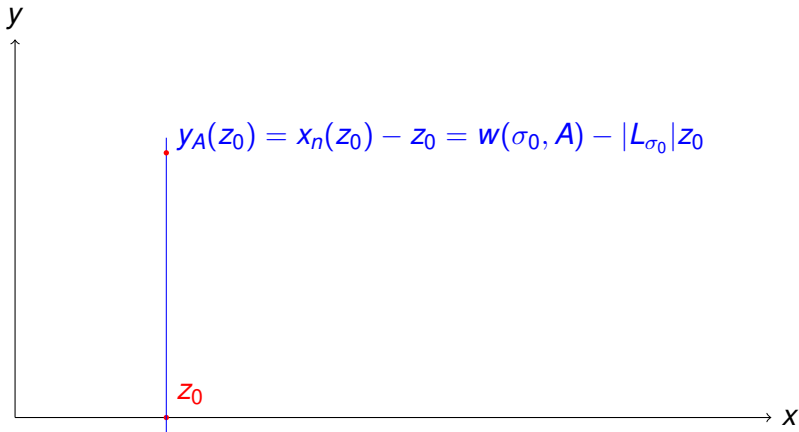 y
y_A(z_0) = x_n(z_0) − z_0 = w(σ_0, A) − |L_{σ_0}|z_0
z_0
x